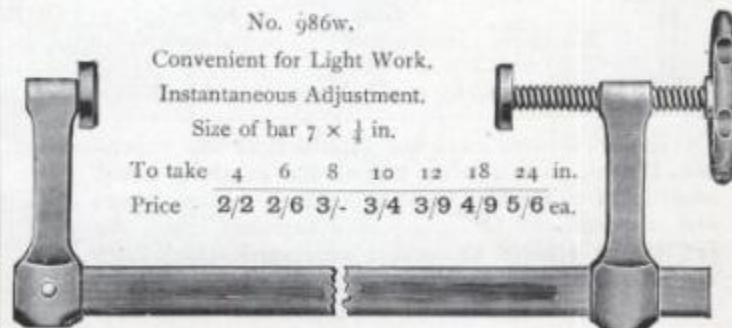 No. 986w.
Convenient for Light Work.
Instantaneous Adjustment.
Size of bar 7 × ¼ in.
To take 4 6 8 10 12 18 24 in.
Price - 2/2 2/6 3/- 3/4 3/9 4/9 5/6 ea.